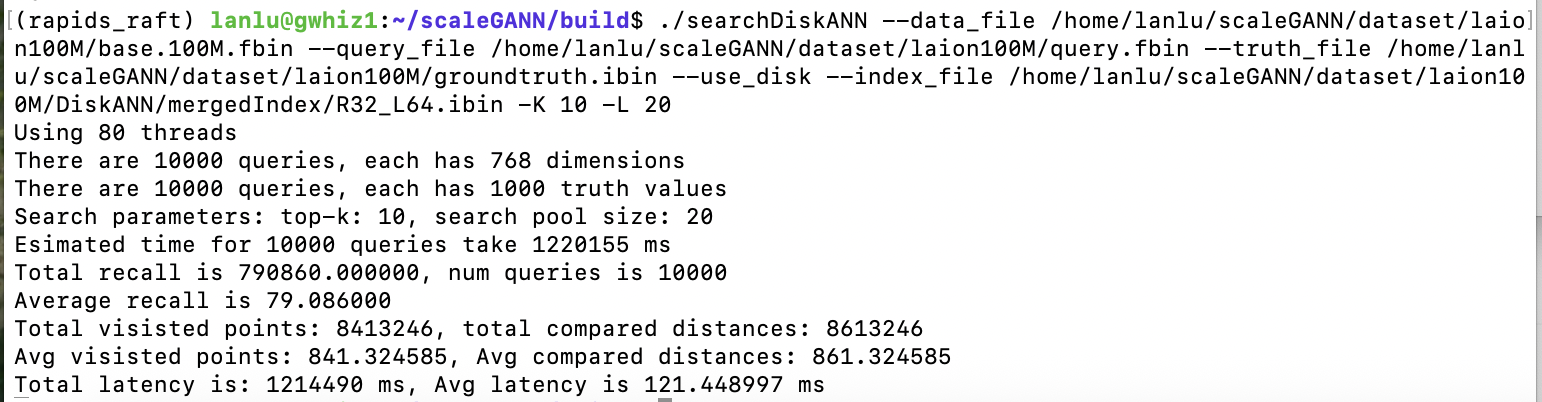 [(rapids_raft) lanlu@gwhiz1:~/scaleGANN/build$ ./searchDiskANN --data_file /home/lanlu/scaleGANN/dataset/laio]
n100M/base.100M.fbin --query_file /home/lanlu/scaleGANN/dataset/laion100M/query.fbin --truth_file /home/lanl
u/scaleGANN/dataset/laion100M/groundtruth.ibin --use_disk --index_file /home/lanlu/scaleGANN/dataset/laion10
0M/DiskANN/mergedIndex/R32_L64.ibin -K 10 -L 20
Using 80 threads
There are 10000 queries, each has 768 dimensions
There are 10000 queries, each has 1000 truth values
Search parameters: top-k: 10, search pool size: 20
Esimated time for 10000 queries take 1220155 ms
Total recall is 790860.000000, num queries is 10000
Average recall is 79.086000
Total visisted points: 8413246, total compared distances: 8613246
Avg visisted points: 841.324585, Avg compared distances: 861.324585
Total latency is: 1214490 ms, Avg latency is 121.448997 ms